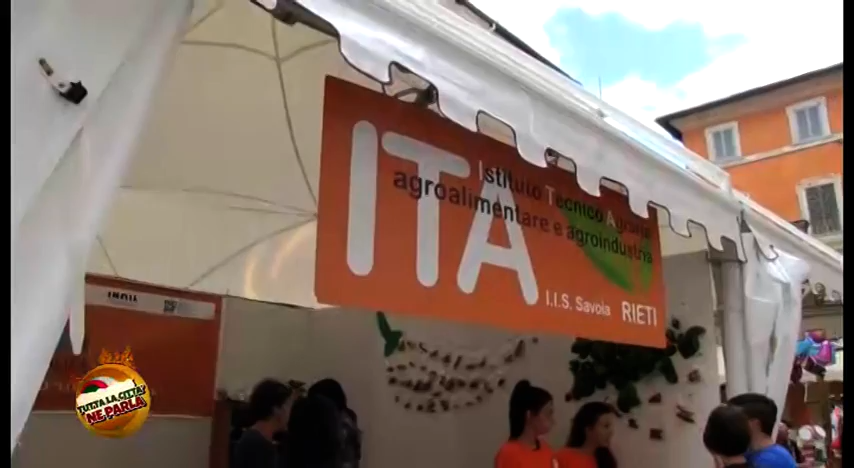 ITA
Istituto Tecnico Agrario
agroalimentare e agroindustria
I.I.S. Savoia RIETI
TUTTA LA CITTÀ
NE PARLA